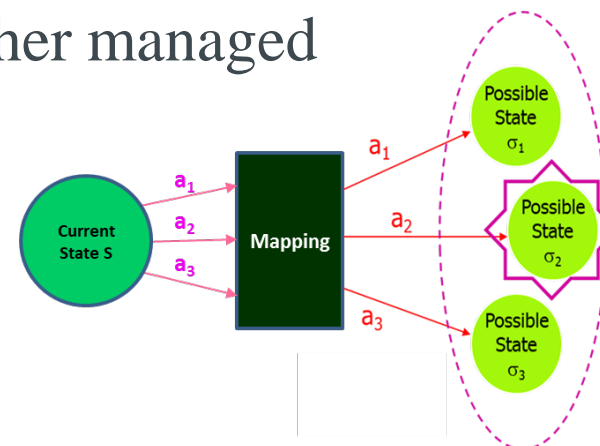 her managed
Possible
State
σ1
a1
a1
a2
a2
Current
State S
Mapping
Possible
State
σ2
a3
a3
Possible
State
σ3